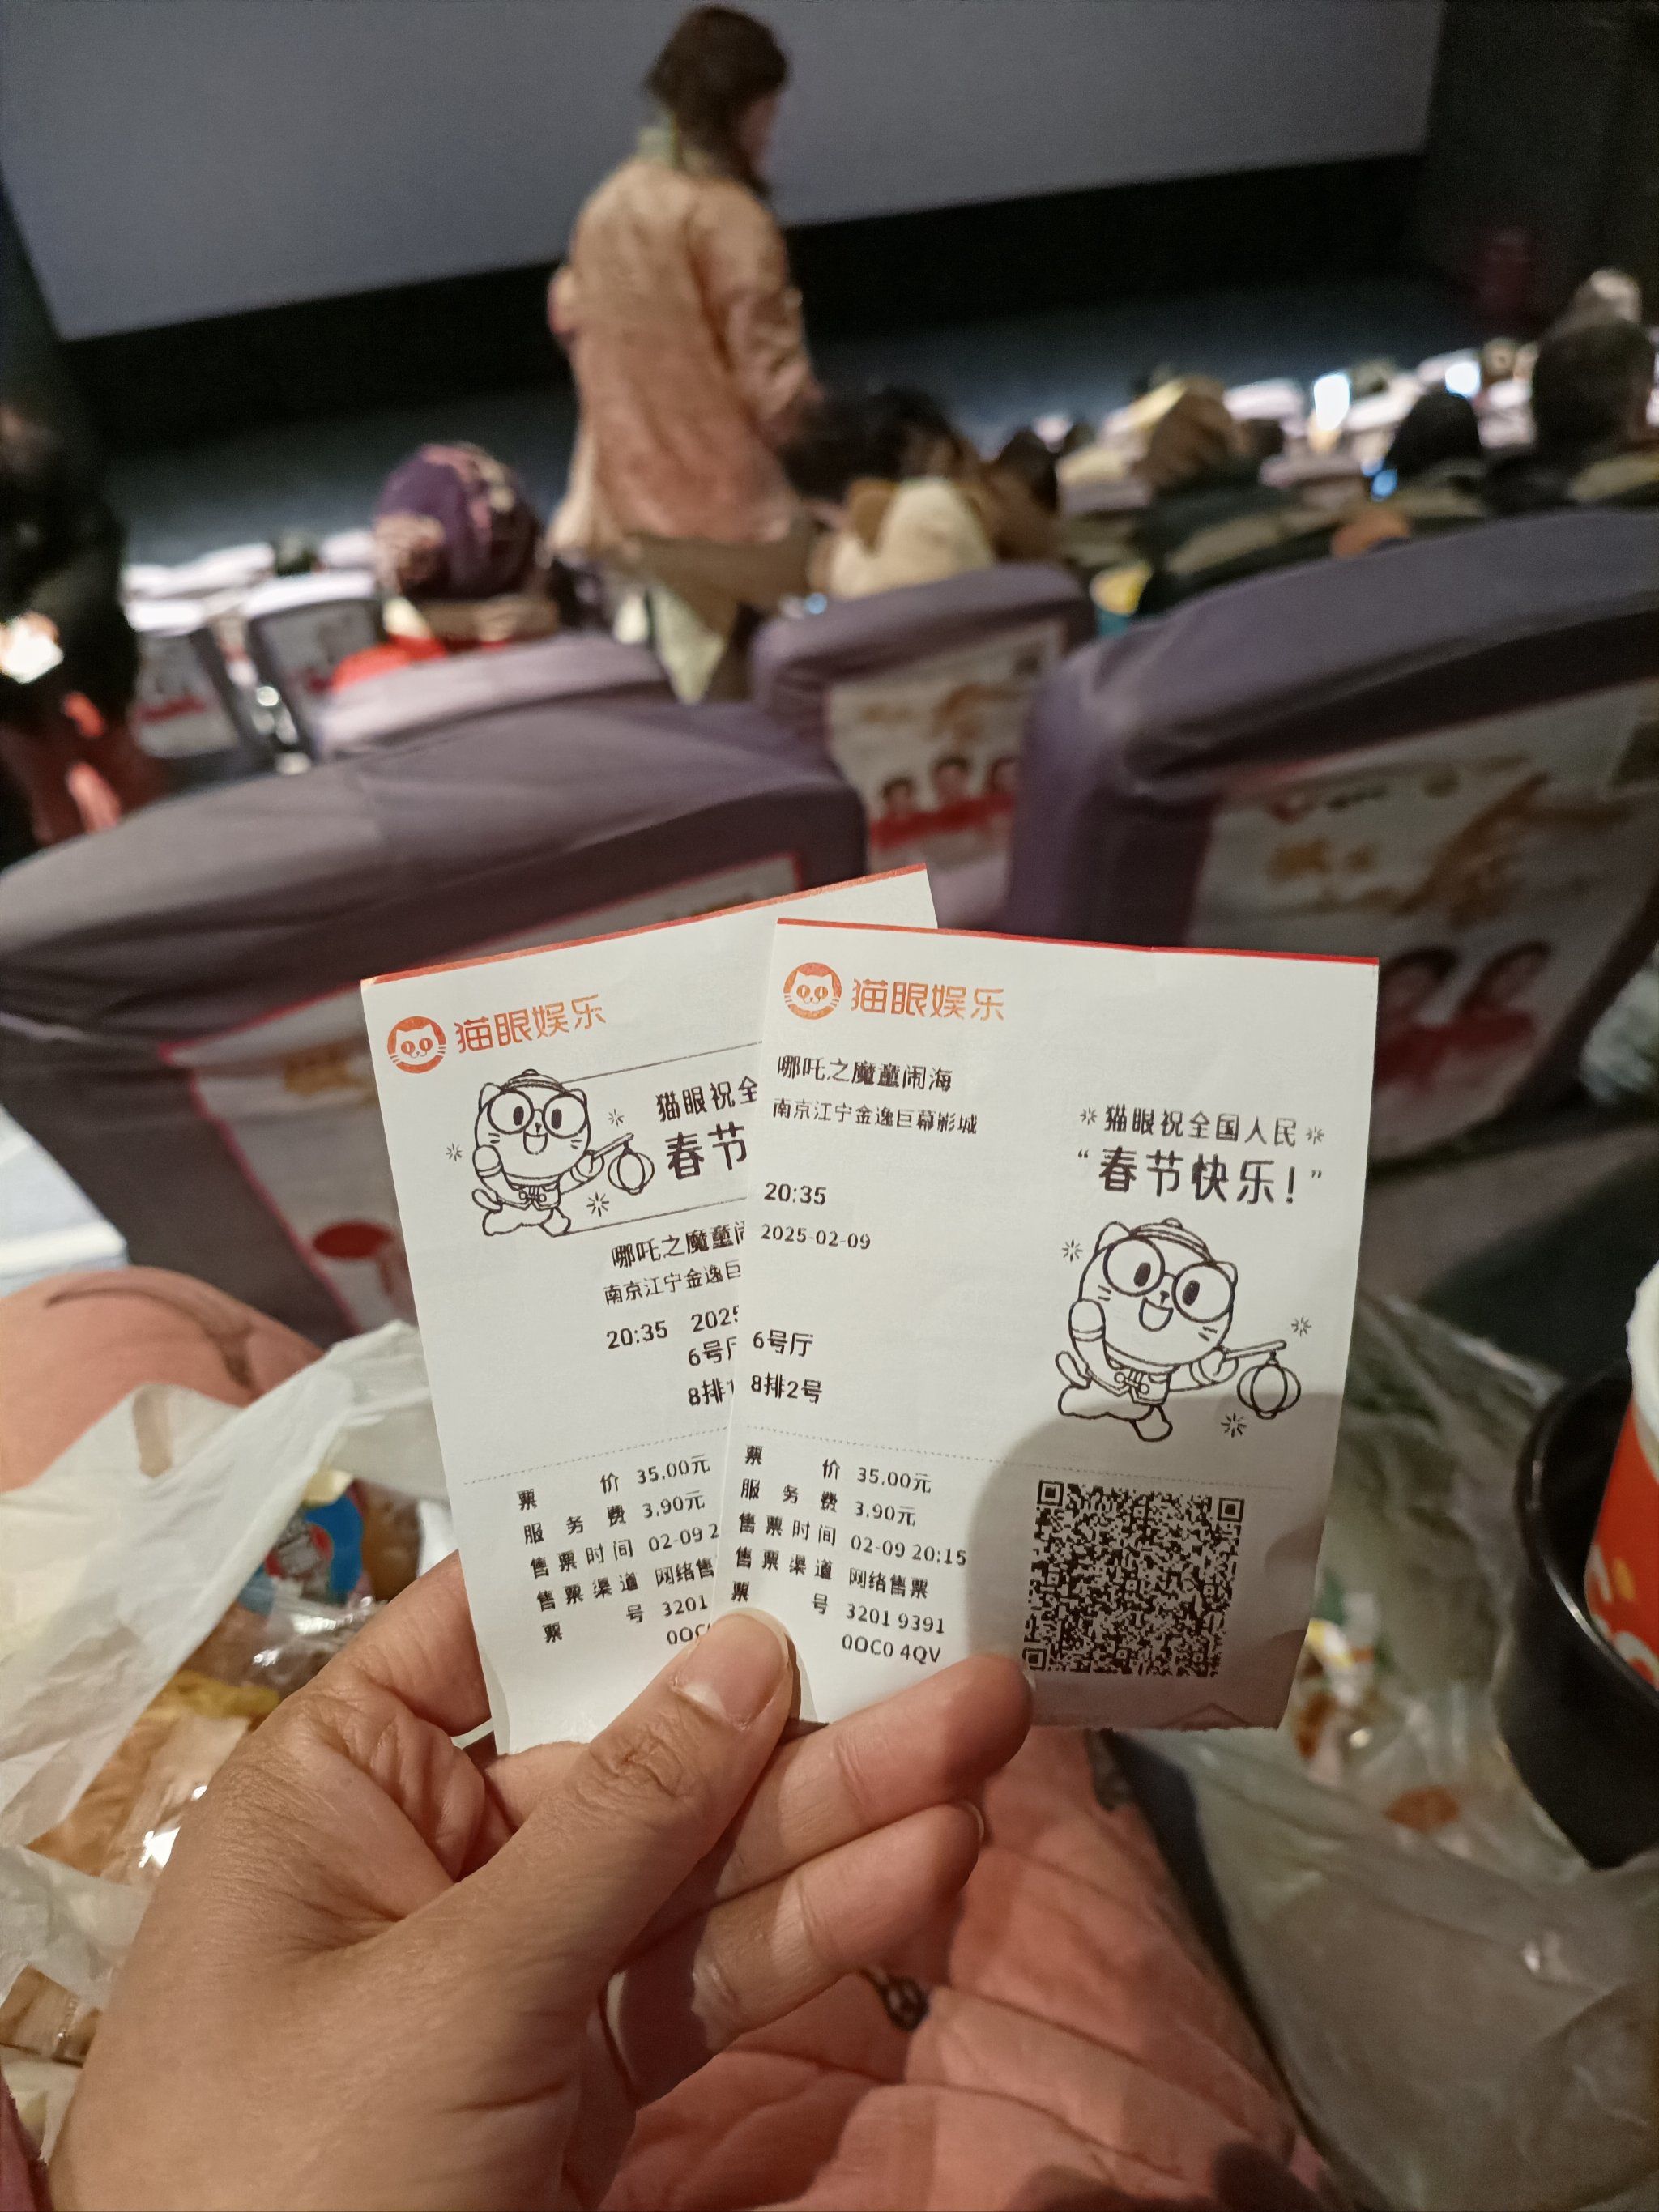 猫眼娱乐
猫眼祝全
春节
哪吒之魔童闹
南京江宁金逸巨
20:35 2025
6号厅
8排1
票价 35.00元
服务费 3.90元
售票时间 02-09 2
售票渠道 网络售
票号 3201
0QC
猫眼娱乐
哪吒之魔童闹海
南京江宁金逸巨幕影城
猫眼祝全国人民
“春节快乐!”
20:35
2025-02-09
6号厅
8排2号
票价 35.00元
服务费 3.90元
售票时间 02-09 20:15
售票渠道 网络售票
票号 3201 9391
0QC0 4QV